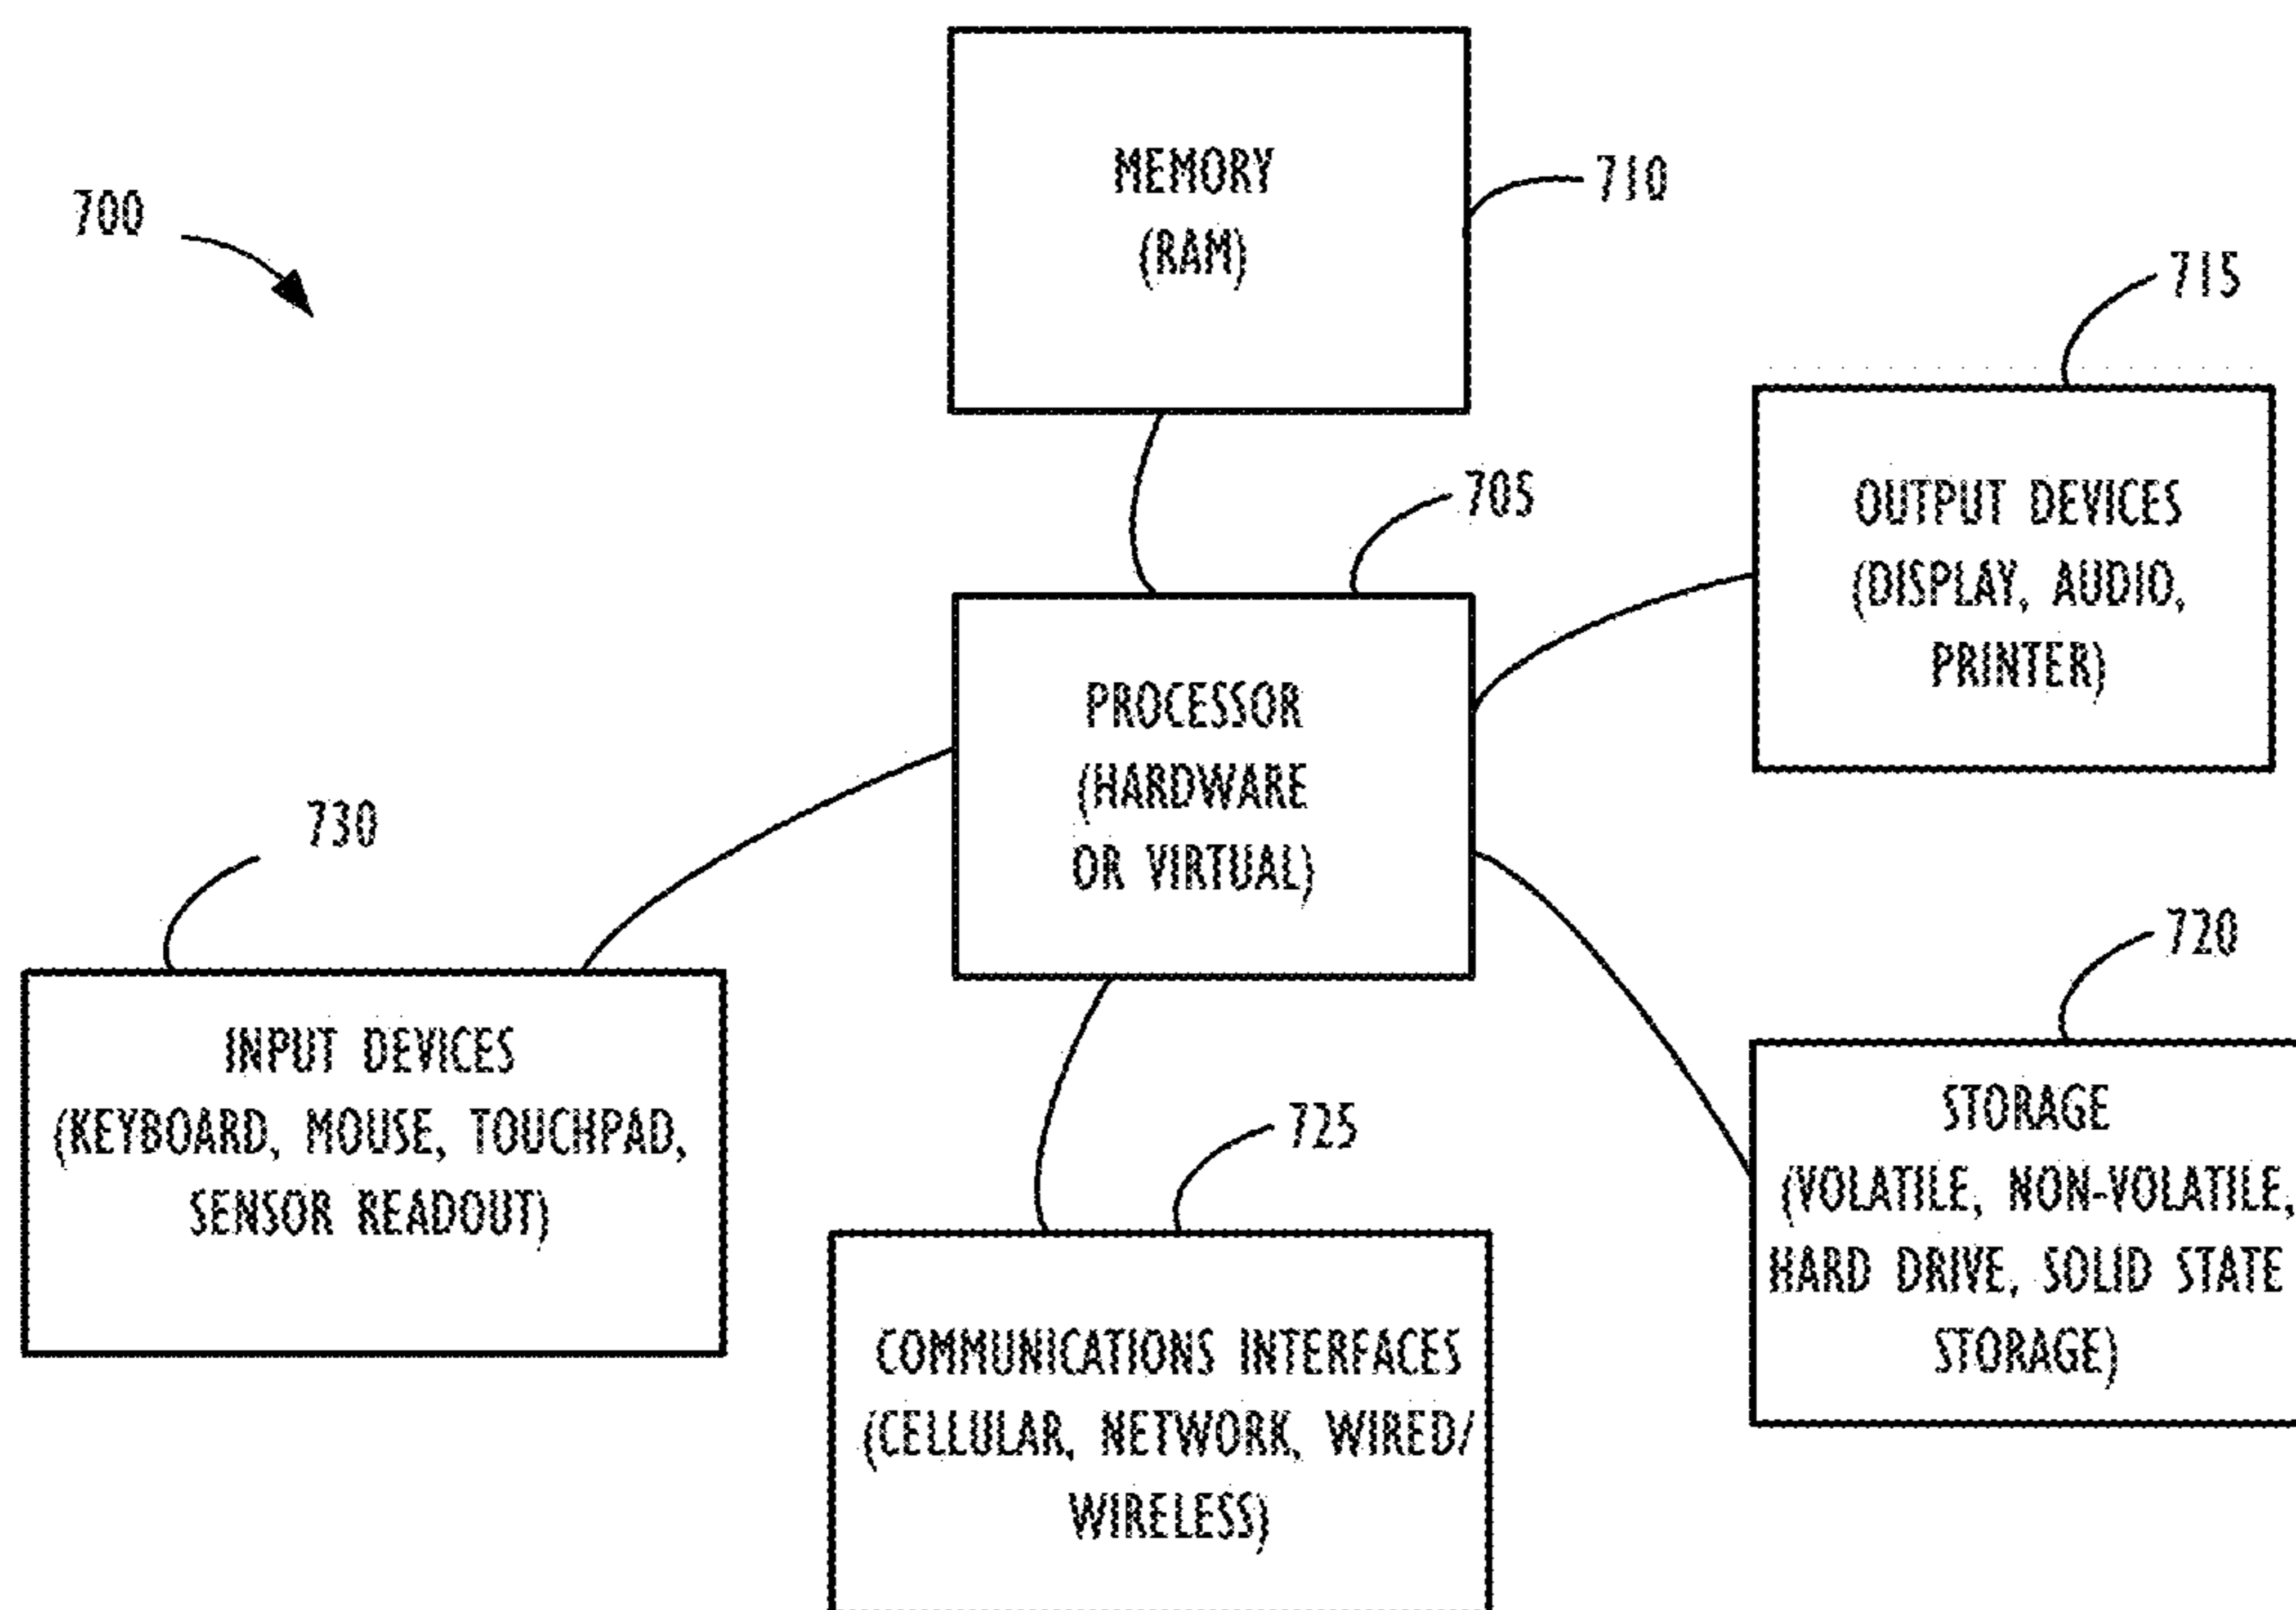 MEMORY
(RAM)
710
700
715
OUTPUT DEVICES
(DISPLAY, AUDIO,
PRINTER)
705
PROCESSOR
(HARDWARE
OR VIRTUAL)
730
INPUT DEVICES
(KEYBOARD, MOUSE, TOUCHPAD,
SENSOR READOUT)
720
STORAGE
(VOLATILE, NON-VOLATILE,
HARD DRIVE, SOLID STATE
STORAGE)
725
COMMUNICATIONS INTERFACES
(CELLULAR, NETWORK, WIRED/
WIRELESS)